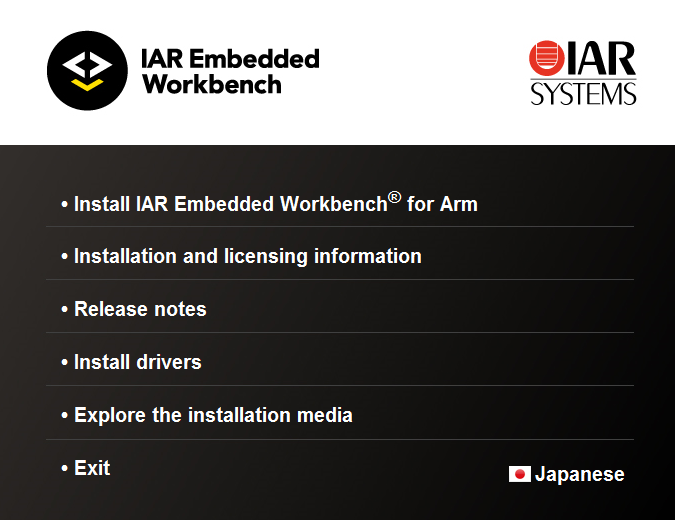 IAR Embedded
Workbench
IAR
SYSTEMS
• Install IAR Embedded Workbench® for Arm
• Installation and licensing information
• Release notes
• Install drivers
• Explore the installation media
• Exit
Japanese